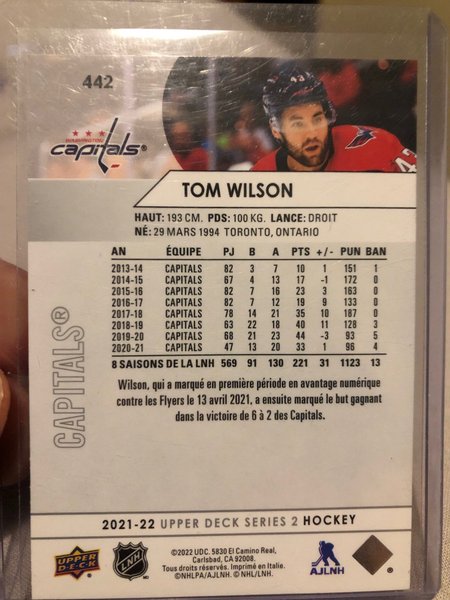 442
43
43
WASHINGTON
capitals®
TOM WILSON
HAUT: 193 CM. PDS: 100 KG. LANCE: DROIT
NÉ: 29 MARS 1994 TORONTO, ONTARIO
AN ÉQUIPE PJ B A PTS +/- PUN BAN
2013-14 CAPITALS 82 3 7 10 1 151 1
2014-15 CAPITALS 67 4 13 17 -1 172 0
2015-16 CAPITALS 82 7 16 23 3 163 0
2016-17 CAPITALS 82 7 12 19 9 133 0
2017-18 CAPITALS 78 14 21 35 10 187 0
2018-19 CAPITALS 63 22 18 40 11 128 3
2019-20 CAPITALS 68 21 23 44 -3 93 5
2020-21 CAPITALS 47 13 20 33 1 96 4
8 SAISONS DE LA LNH 569 91 130 221 31 1123 13
CAPITALS®
Wilson, qui a marqué en première période en avantage numérique
contre les Flyers le 13 avril 2021, a ensuite marqué le but gagnant
dans la victoire de 6 à 2 des Capitals.
2021-22 UPPER DECK SERIES 2 HOCKEY
UPPER DECK
NHL
©2022 UDC. 5830 El Camino Real,
Carlsbad, CA 92008.
Tous droits réservés. Imprimé en Italie.
©NHLPA/AJLNH. © NHL/LNH.
AJLNH
®